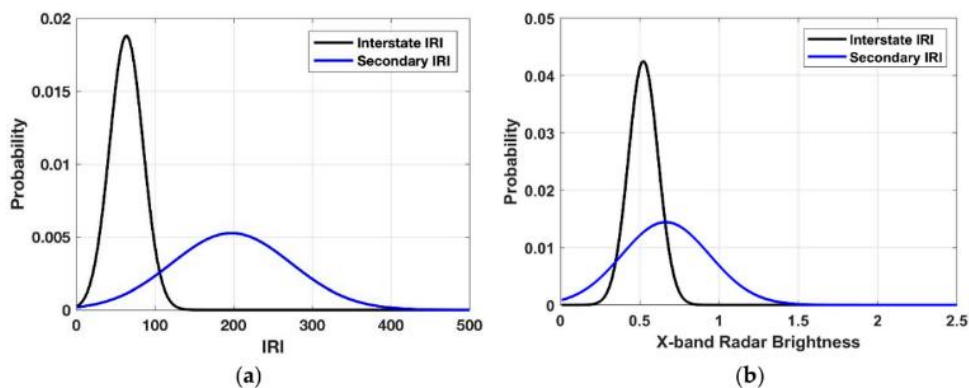 0.02
0.015
0.01
0.005
0
Probability
Interstate IRI
Secondary IRI
0 100 200 300 400 500
IRI
(a)
0.05
0.04
0.03
0.02
0.01
0
Probability
Interstate IRI
Secondary IRI
0 0.5 1 1.5 2 2.5
X-band Radar Brightness
(b)